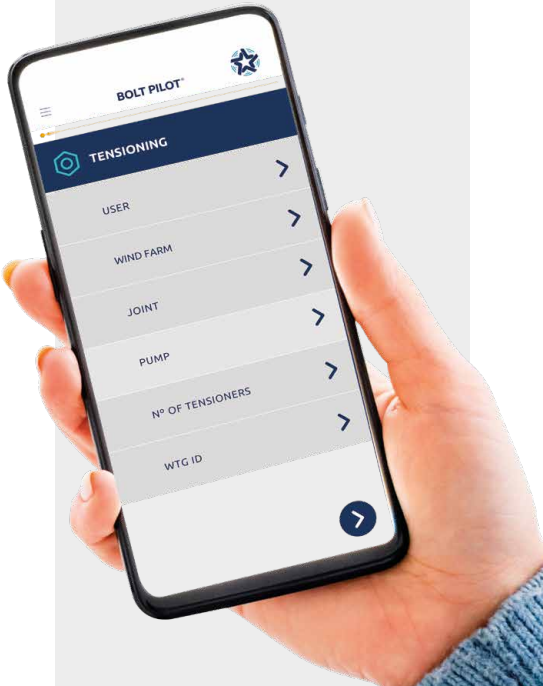 BOLT PILOT®
TENSIONING
USER
WIND FARM
JOINT
PUMP
Nº OF TENSIONERS
WTG ID